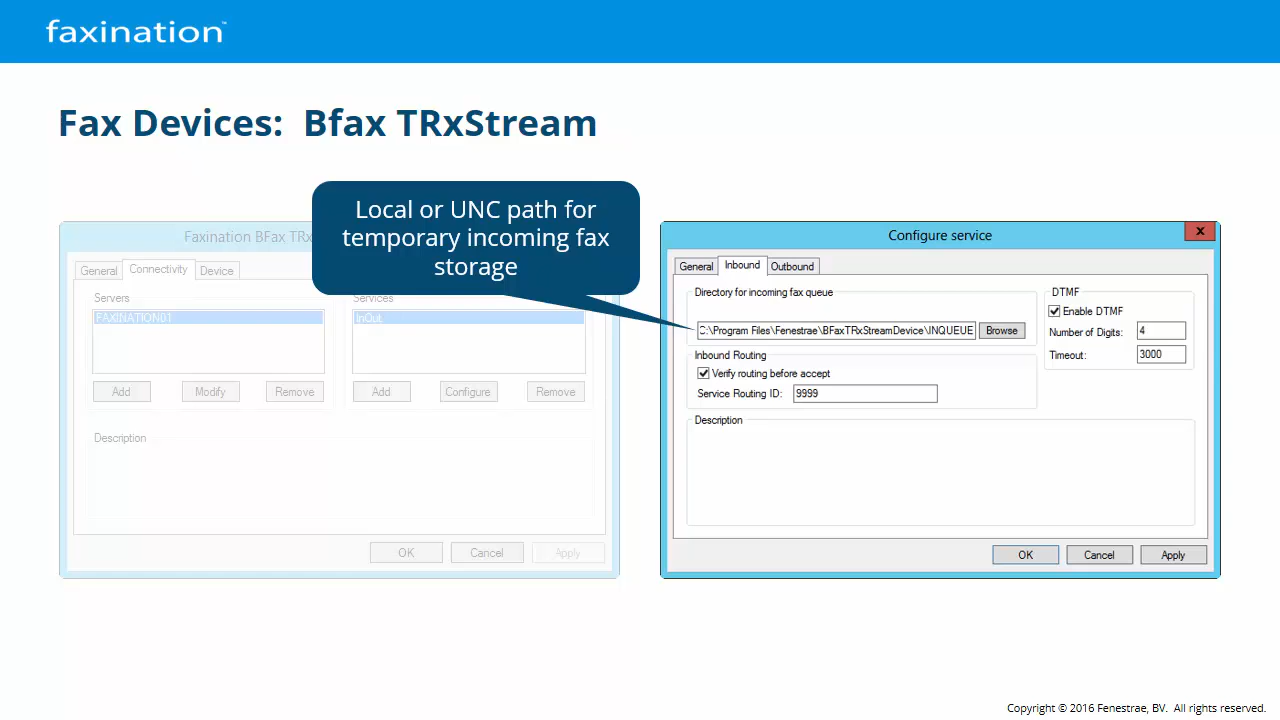 faxination™
Fax Devices: Bfax TRxStream
Local or UNC path for
temporary incoming fax
storage
Faxination BFax TRx
General
Connectivity
Device
Servers
FAXINATION01
Add
Modify
Remove
Services
InOut
Add
Configure
Remove
Description
OK
Cancel
Apply
Configure service
x
General
Inbound
Outbound
Directory for incoming fax queue
C:\Program Files\Fenestrae\BFaxTRxStreamDevice\INQUEUE
Browse
Inbound Routing
Verify routing before accept
Service Routing ID: 9999
DTMF
Enable DTMF
Number of Digits: 4
Timeout: 3000
Description
OK
Cancel
Apply
Copyright © 2016 Fenestrae, BV. All rights reserved.